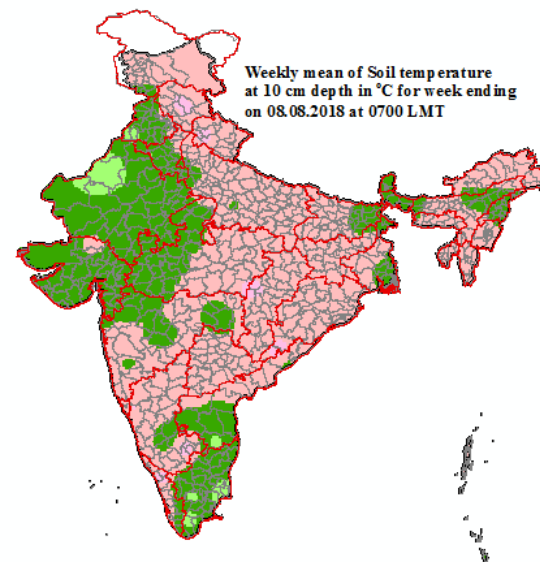 Weekly mean of Soil temperature
at 10 cm depth in °C for week ending
on 08.08.2018 at 0700 LMT